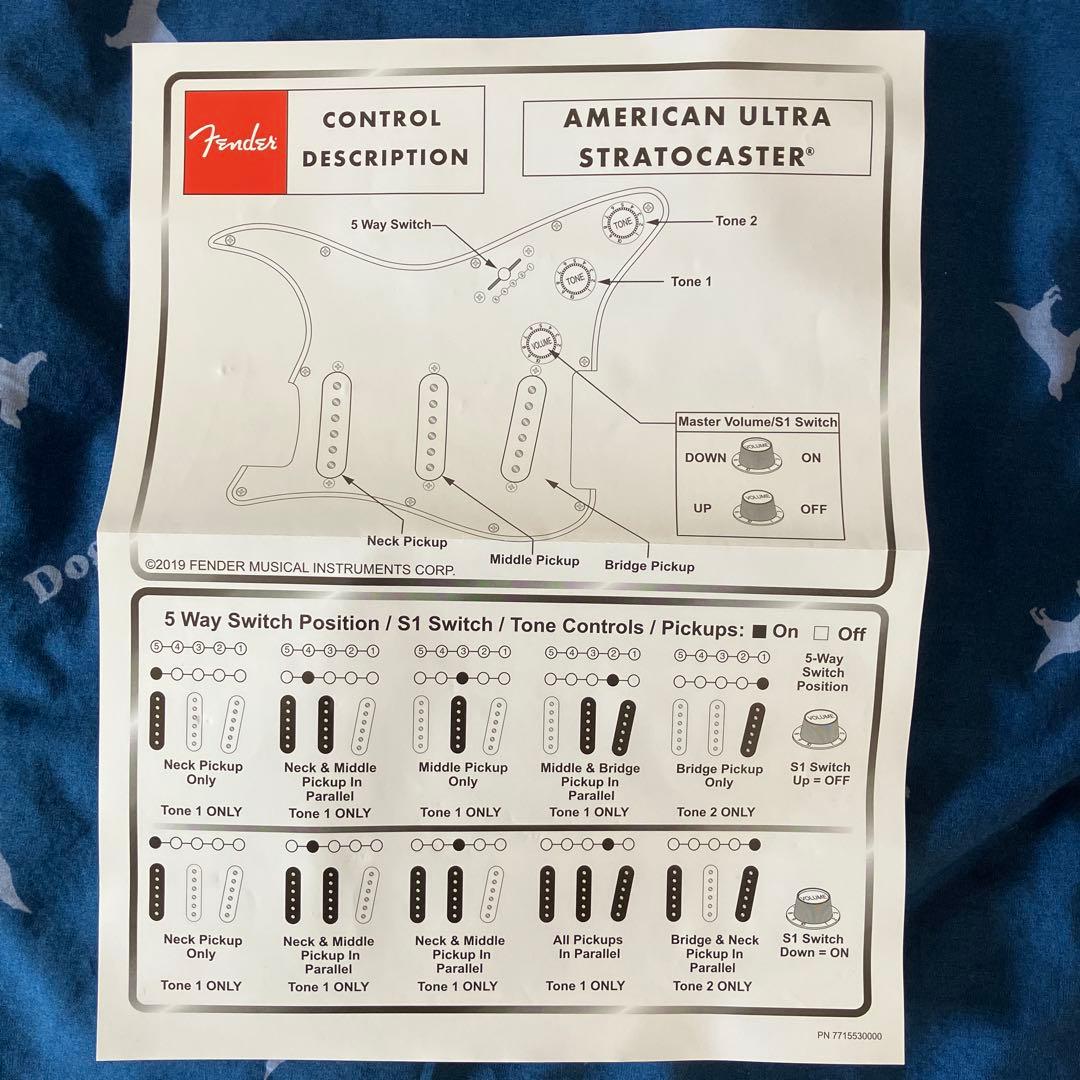 Fender
CONTROL
DESCRIPTION
AMERICAN ULTRA
STRATOCASTER®
5 Way Switch
TONE
Tone 2
TONE
Tone 1
VOLUME
Master Volume/S1 Switch
DOWN
VOLUME
ON
UP
VOLUME
OFF
Neck Pickup
Middle Pickup
Bridge Pickup
©2019 FENDER MUSICAL INSTRUMENTS CORP.
5 Way Switch Position / S1 Switch / Tone Controls / Pickups: ■ On □ Off
5 4 3 2 1
5 4 3 2 1
5 4 3 2 1
5 4 3 2 1
5 4 3 2 1
5-Way
Switch
Position
Neck Pickup
Only
Tone 1 ONLY
Neck & Middle
Pickup In
Parallel
Tone 1 ONLY
Middle Pickup
Only
Tone 1 ONLY
Middle & Bridge
Pickup In
Parallel
Tone 1 ONLY
Bridge Pickup
Only
Tone 2 ONLY
VOLUME
S1 Switch
Up = OFF
Neck Pickup
Only
Tone 1 ONLY
Neck & Middle
Pickup In
Parallel
Tone 1 ONLY
Neck & Middle
Pickup In
Parallel
Tone 1 ONLY
All Pickups
In Parallel
Tone 1 ONLY
Bridge & Neck
Pickup In
Parallel
Tone 2 ONLY
VOLUME
S1 Switch
Down = ON
PN 7715530000